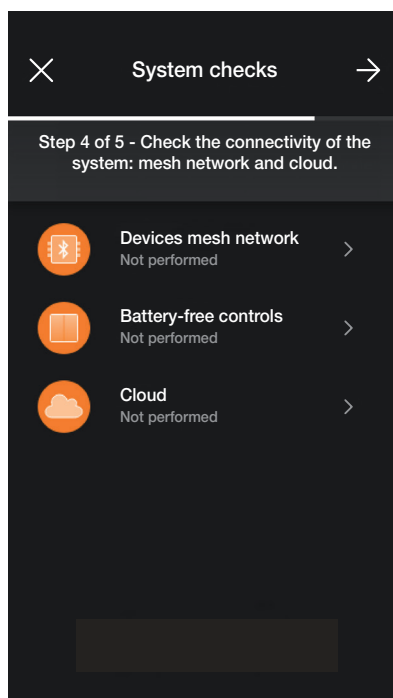 System checks
Step 4 of 5 - Check the connectivity of the
system: mesh network and cloud.
Devices mesh network
Not performed
Battery-free controls
Not performed
Cloud
Not performed